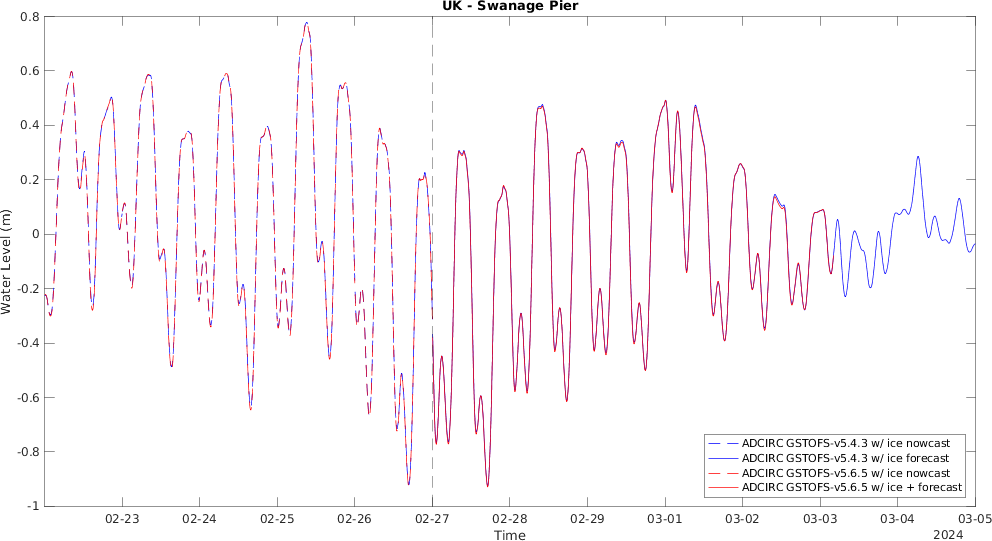 UK - Swanage Pier
0.8
0.6
0.4
0.2
0
-0.2
-0.4
-0.6
-0.8
-1
Water Level (m)
ADCIRC GSTOFS-v5.4.3 w/ ice nowcast
ADCIRC GSTOFS-v5.4.3 w/ ice forecast
ADCIRC GSTOFS-v5.6.5 w/ ice nowcast
ADCIRC GSTOFS-v5.6.5 w/ ice + forecast
02-23 02-24 02-25 02-26 02-27 02-28 02-29 03-01 03-02 03-03 03-04 03-05
Time
2024